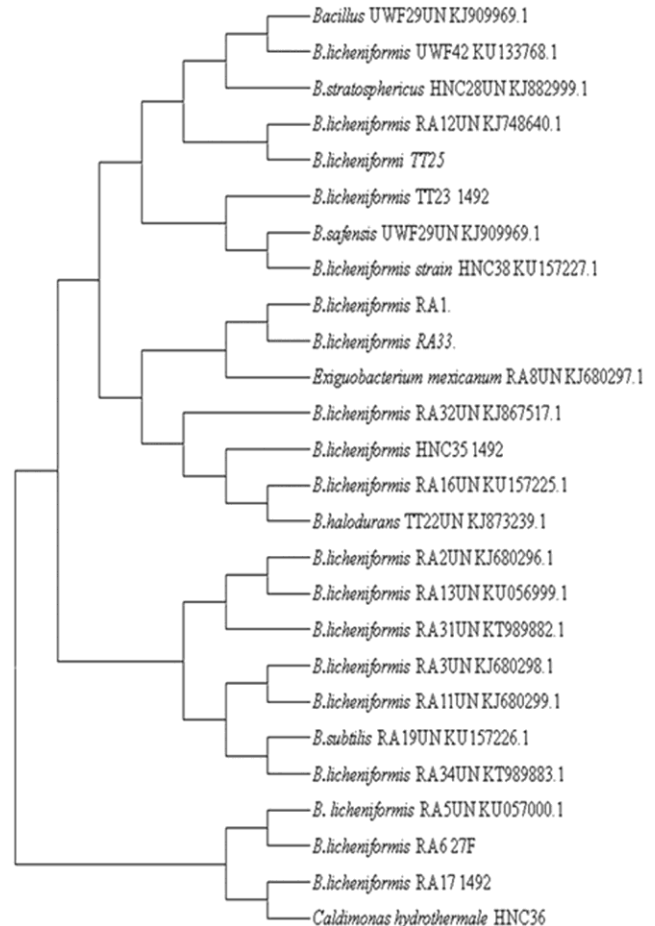 Bacillus UWF29UN KJ909969.1
B.licheniformis UWF42 KU133768.1
B.stratosphericus HNC28UN KJ882999.1
B.licheniformis RA12UN KJ748640.1
B.licheniformi TT25
B.licheniformis TT23 1492
B.safensis UWF29UN KJ909969.1
B.licheniformis strain HNC38 KU157227.1
B.licheniformis RA1.
B.licheniformis RA33.
Exiguobacterium mexicanum RA8UN KJ680297.1
B.licheniformis RA32UN KJ867517.1
B.licheniformis HNC35 1492
B.licheniformis RA16UN KU157225.1
B.halodurans TT22UN KJ873239.1
B.licheniformis RA2UN KJ680296.1
B.licheniformis RA13UN KU056999.1
B.licheniformis RA31UN KT989882.1
B.licheniformis RA3UN KJ680298.1
B.licheniformis RA11UN KJ680299.1
B.subtilis RA19UN KU157226.1
B.licheniformis RA34UN KT989883.1
B. licheniformis RA5UN KU057000.1
B.licheniformis RA6 27F
B.licheniformis RA17 1492
Caldimonas hydrothermale HNC36